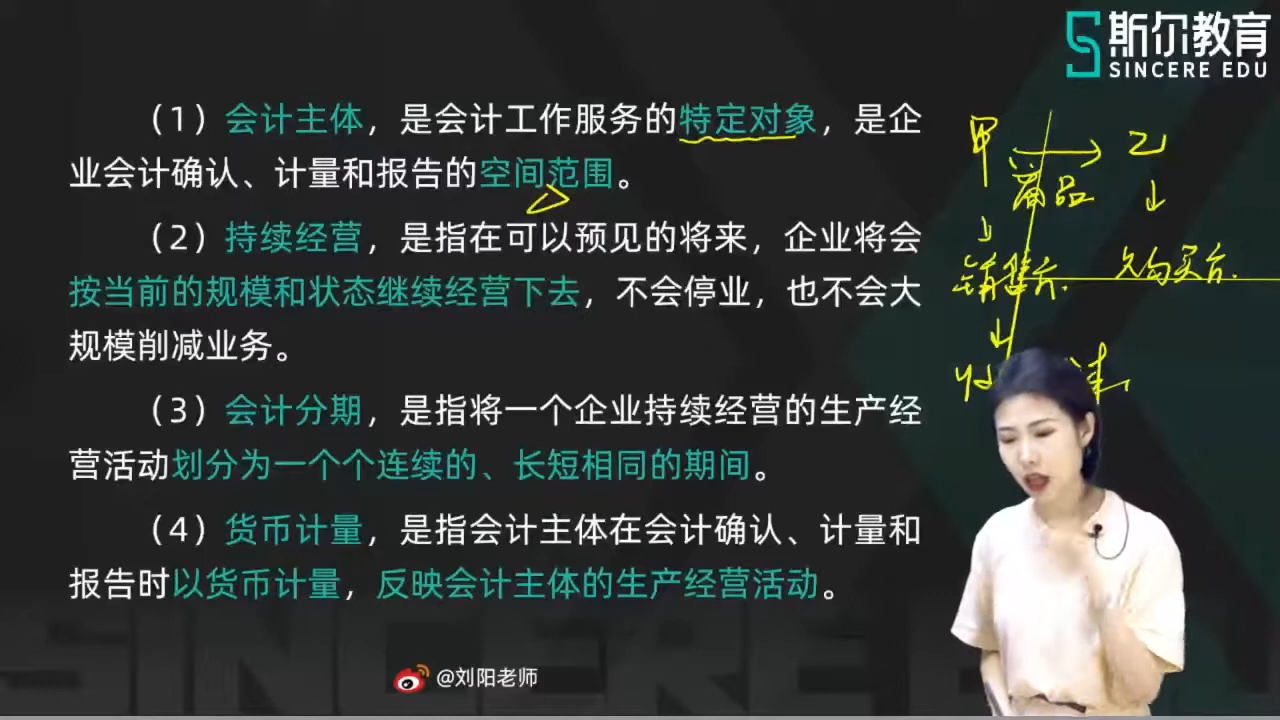 斯尔教育
SINCERE EDU
（1）会计主体，是会计工作服务的特定对象，是企
业会计确认、计量和报告的空间范围。
（2）持续经营，是指在可以预见的将来，企业将会
按当前的规模和状态继续经营下去，不会停业，也不会大
规模削减业务。
（3）会计分期，是指将一个企业持续经营的生产经
营活动划分为一个个连续的、长短相同的期间。
（4）货币计量，是指会计主体在会计确认、计量和
报告时以货币计量，反映会计主体的生产经营活动。
甲 乙
商品
销售方. 购买方.
SINCERE E
@刘阳老师